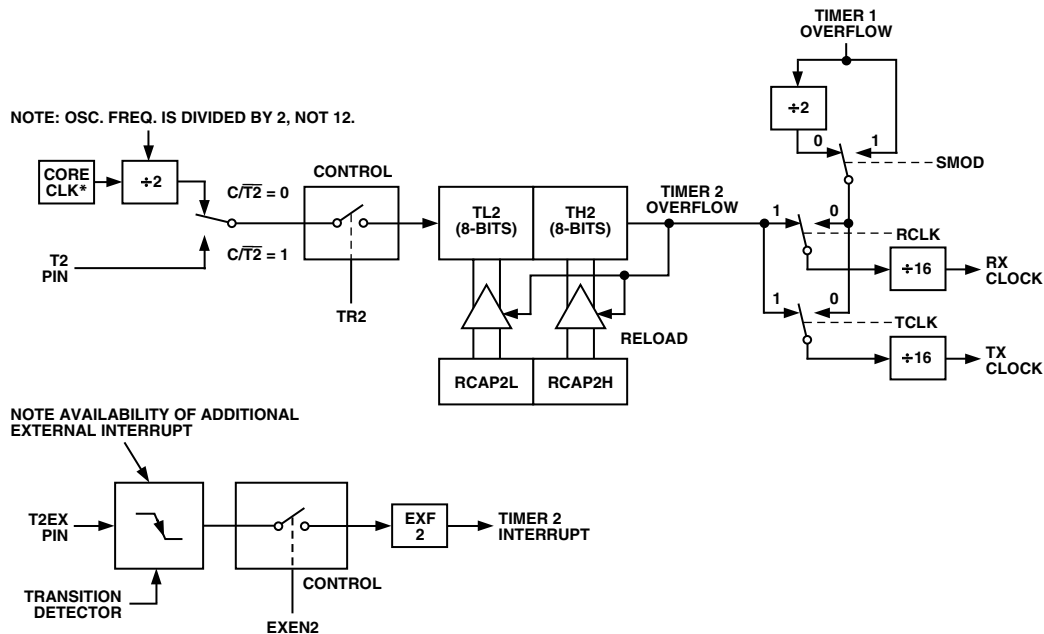 TIMER 1
OVERFLOW
÷2
0
1
SMOD
NOTE: OSC. FREQ. IS DIVIDED BY 2, NOT 12.
CORE
CLK*
÷2
C/T2̅ = 0
C/T2̅ = 1
T2
PIN
CONTROL
TR2
TL2
(8-BITS)
TH2
(8-BITS)
TIMER 2
OVERFLOW
RELOAD
RCAP2L
RCAP2H
1
0
RCLK
÷16
RX
CLOCK
1
0
TCLK
÷16
TX
CLOCK
NOTE AVAILABILITY OF ADDITIONAL
EXTERNAL INTERRUPT
T2EX
PIN
TRANSITION
DETECTOR
CONTROL
EXEN2
EXF
2
TIMER 2
INTERRUPT